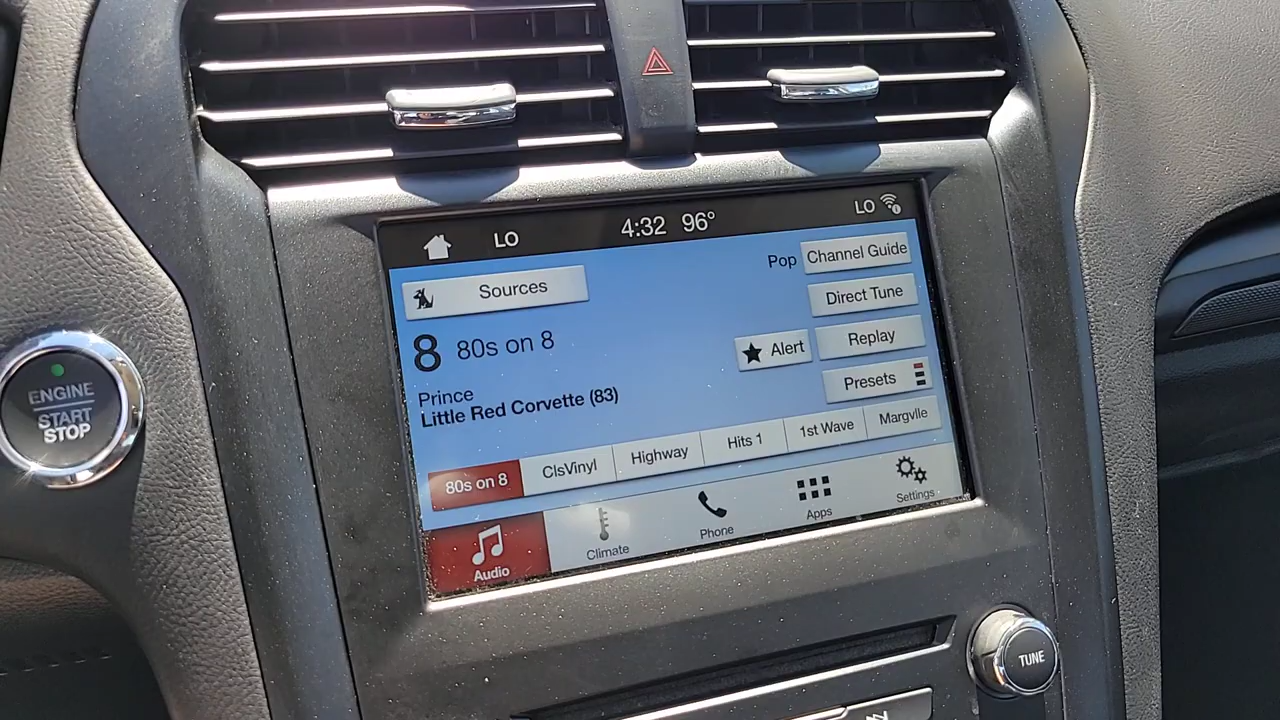 LO
4:32 96°
LO
Sources
Pop
Channel Guide
Direct Tune
8 80s on 8
Alert
Replay
Prince
Little Red Corvette (83)
Presets
80s on 8
ClsVinyl
Highway
Hits 1
1st Wave
Margvlle
Audio
Climate
Phone
Apps
Settings
ENGINE
START
STOP
TUNE